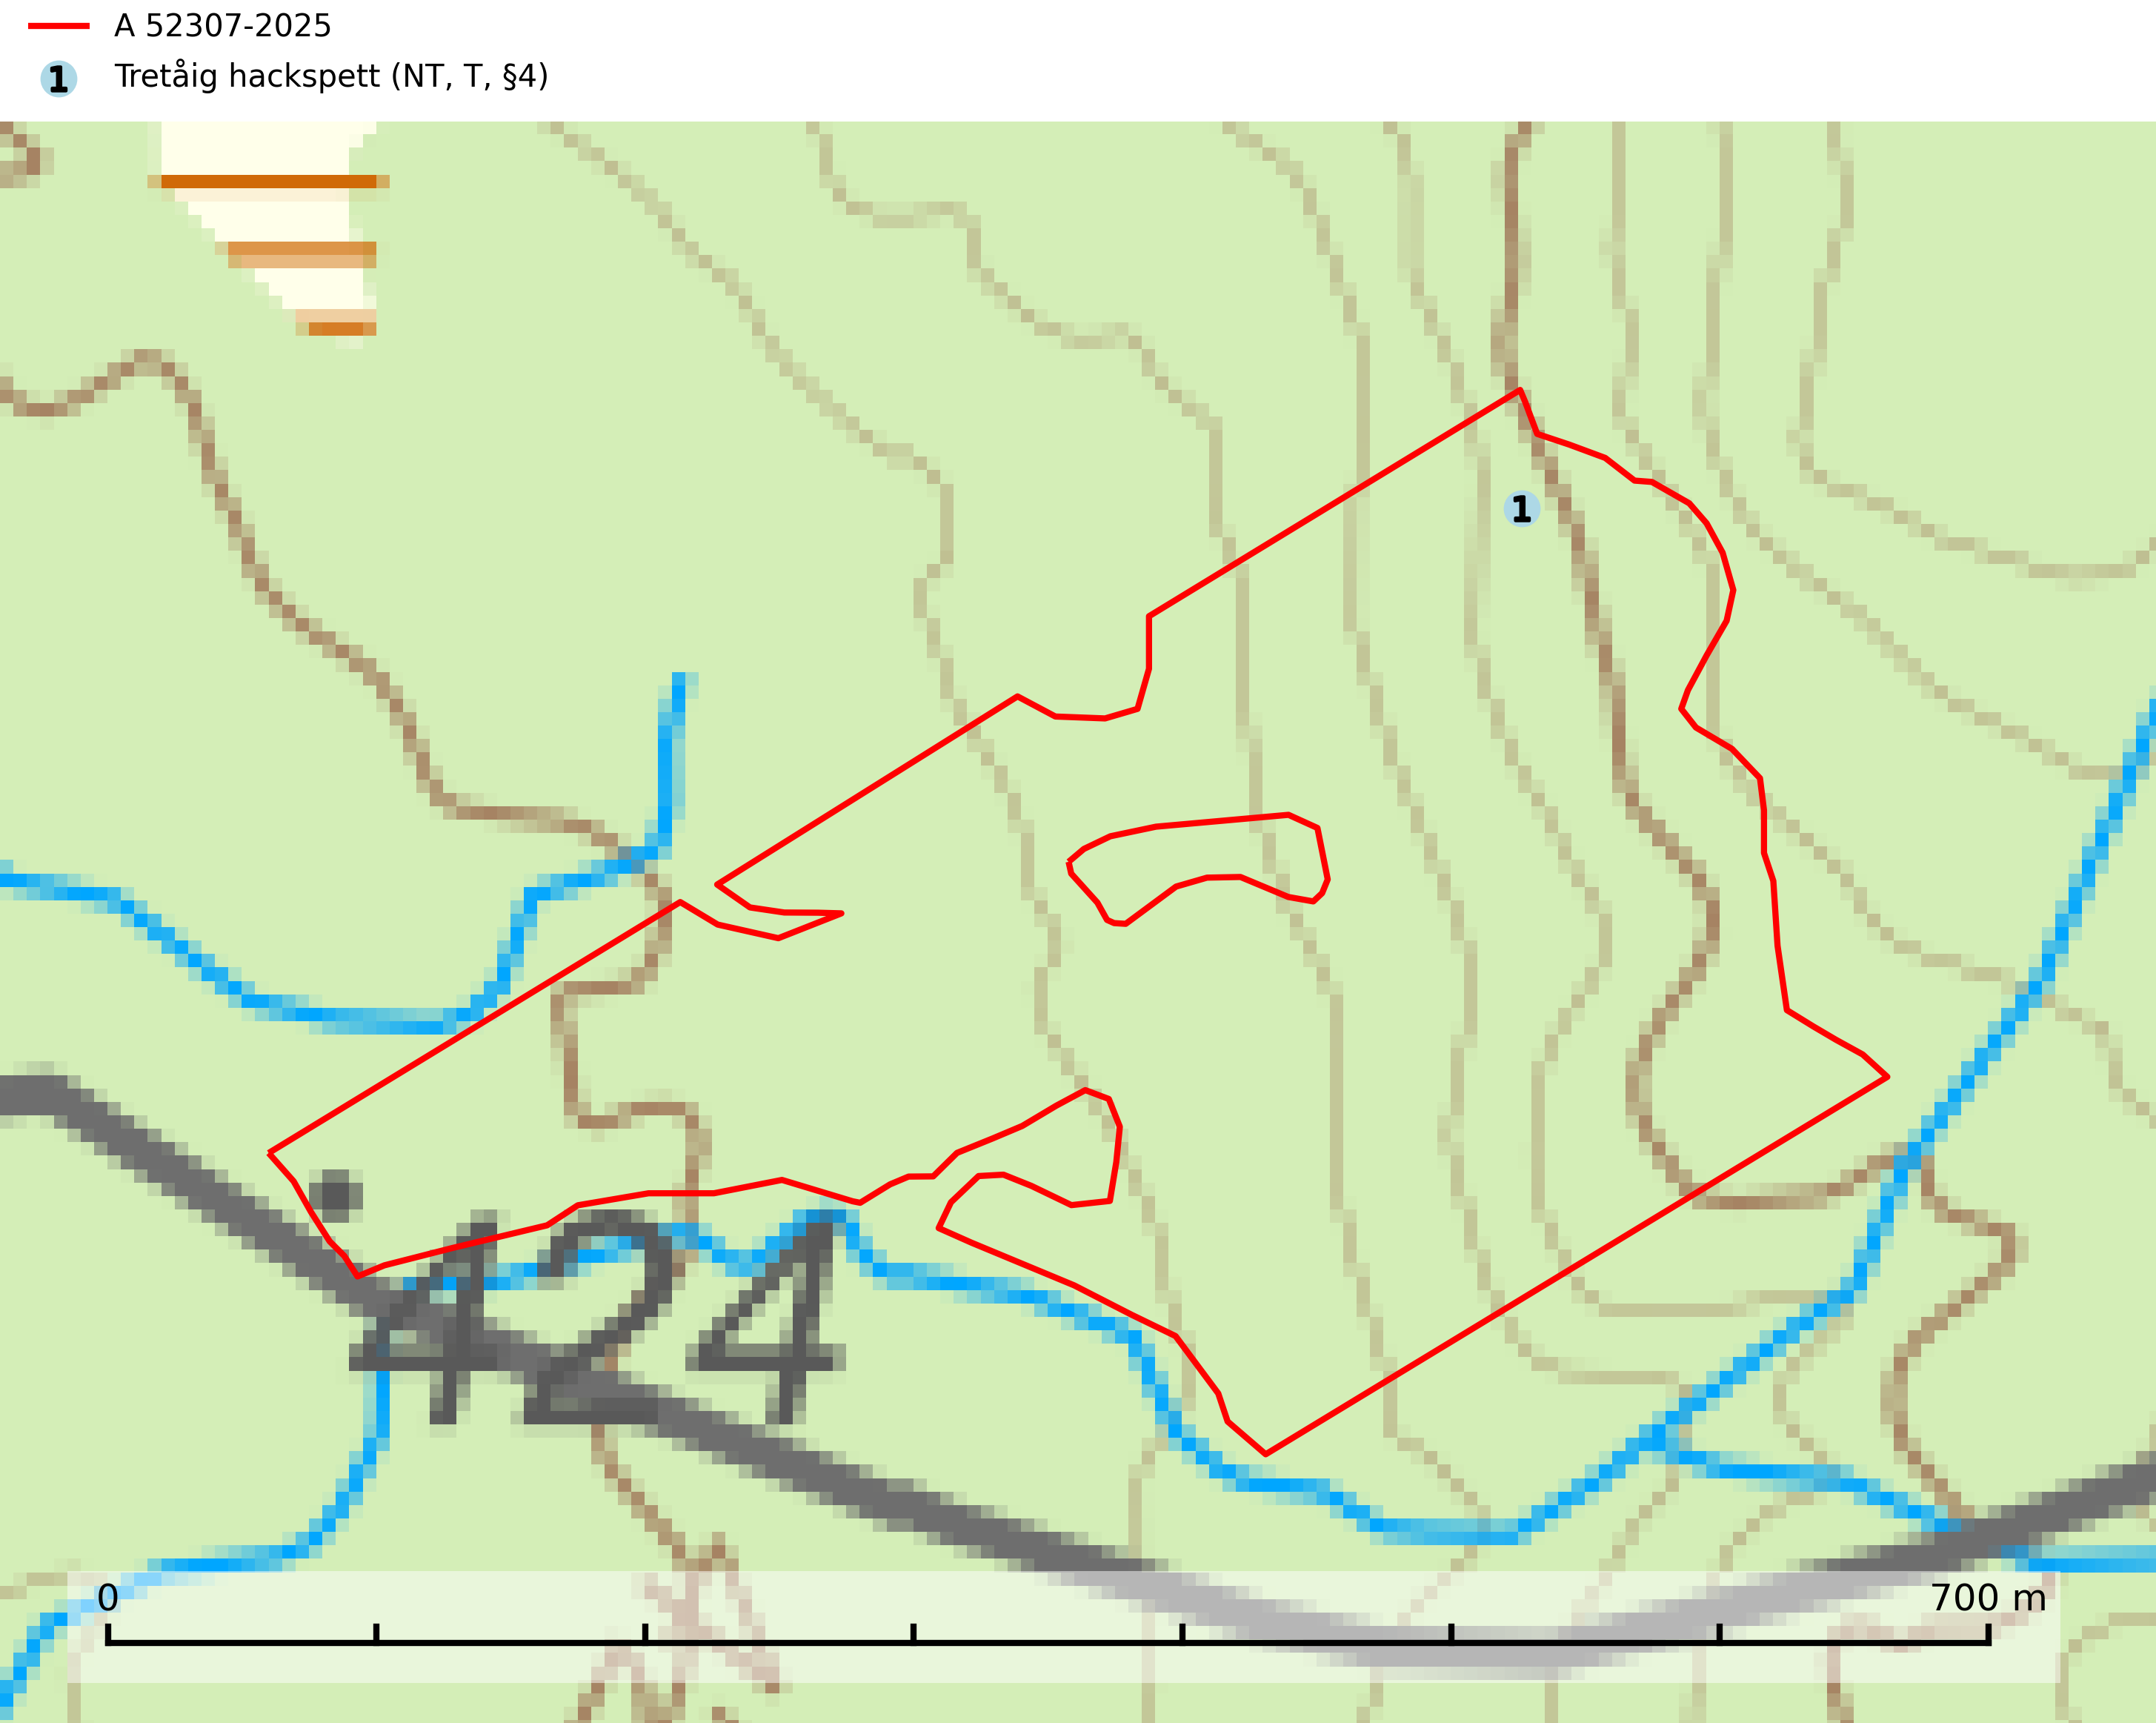 A 52307-2025
1 Tretåig hackspett (NT, T, §4)
1
.424
0 700 m